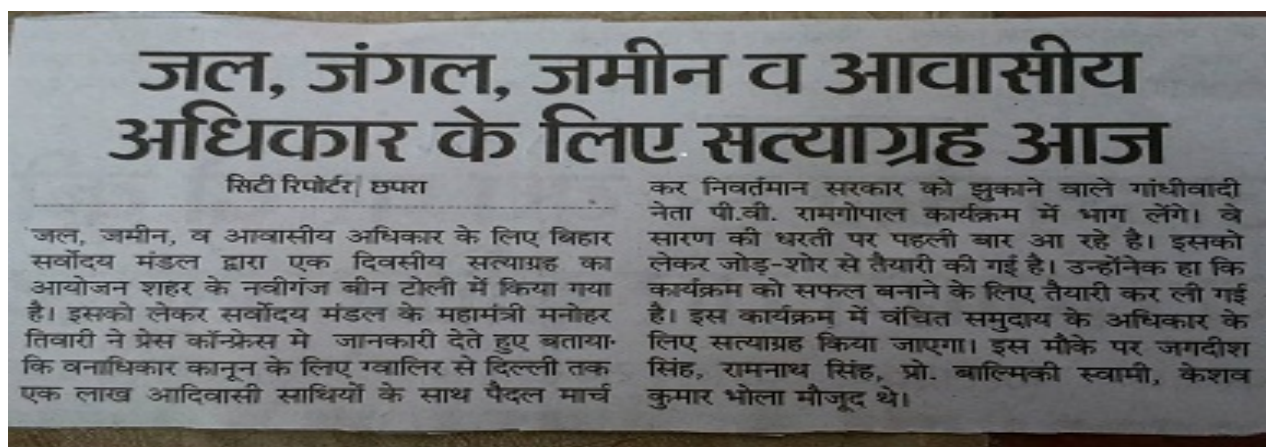 जल, जंगल, जमीन व आवासीय
अधिकार के लिए सत्याग्रह आज
सिटी रिपोर्टर| छपरा
जल, जमीन, व आवासीय अधिकार के लिए बिहार
सर्वोदय मंडल द्वारा एक दिवसीय सत्याग्रह का
आयोजन शहर के नवीगंज बीन टोली में किया गया
है। इसको लेकर सर्वोदय मंडल के महामंत्री मनोहर
तिवारी ने प्रेस कॉन्फ्रेस मे जानकारी देते हुए बताया
कि वनाधिकार कानून के लिए ग्वालिर से दिल्ली तक
एक लाख आदिवासी साथियों के साथ पैदल मार्च
कर निवर्तमान सरकार को झुकाने वाले गांधीवादी
नेता पी.वी. रामगोपाल कार्यक्रम में भाग लेंगे। वे
सारण की धरती पर पहली बार आ रहे है। इसको
लेकर जोड़-शोर से तैयारी की गई है। उन्होंनेक हा कि
कार्यक्रम को सफल बनाने के लिए तैयारी कर ली गई
है। इस कार्यक्रम में वंचित समुदाय के अधिकार के
लिए सत्याग्रह किया जाएगा। इस मौके पर जगदीश
सिंह, रामनाथ सिंह, प्रो. बाल्मिकी स्वामी, केशव
कुमार भोला मौजूद थे।